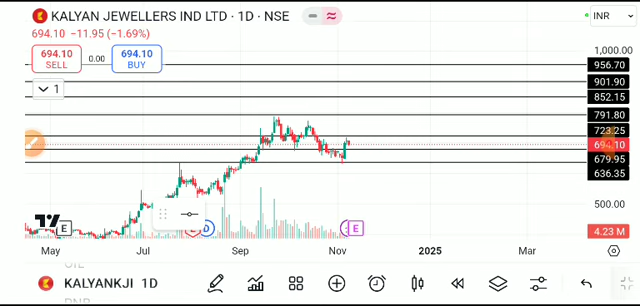 KALYAN JEWELLERS IND LTD · 1D · NSE
INR
694.10 -11.95 (-1.69%)
694.10 0.00 694.10
SELL BUY
1
1,000.00
956.70
901.90
852.15
791.80
723.25
694.10
679.95
636.35
500.00
4.23 M
E D E
May Jul Sep Nov 2025 Mar
KALYANKJI 1D